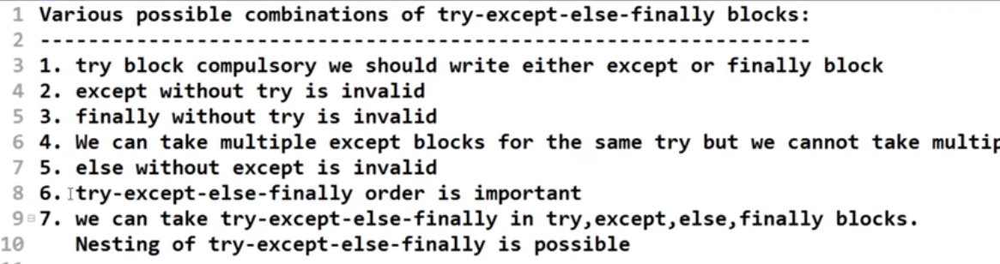 1 Various possible combinations of try-except-else-finally blocks:
2 ----------------------------------------------------------------
3 1. try block compulsory we should write either except or finally block
4 2. except without try is invalid
5 3. finally without try is invalid
6 4. We can take multiple except blocks for the same try but we cannot take multip
7 5. else without except is invalid
8 6. try-except-else-finally order is important
9 7. we can take try-except-else-finally in try,except,else,finally blocks.
10 Nesting of try-except-else-finally is possible